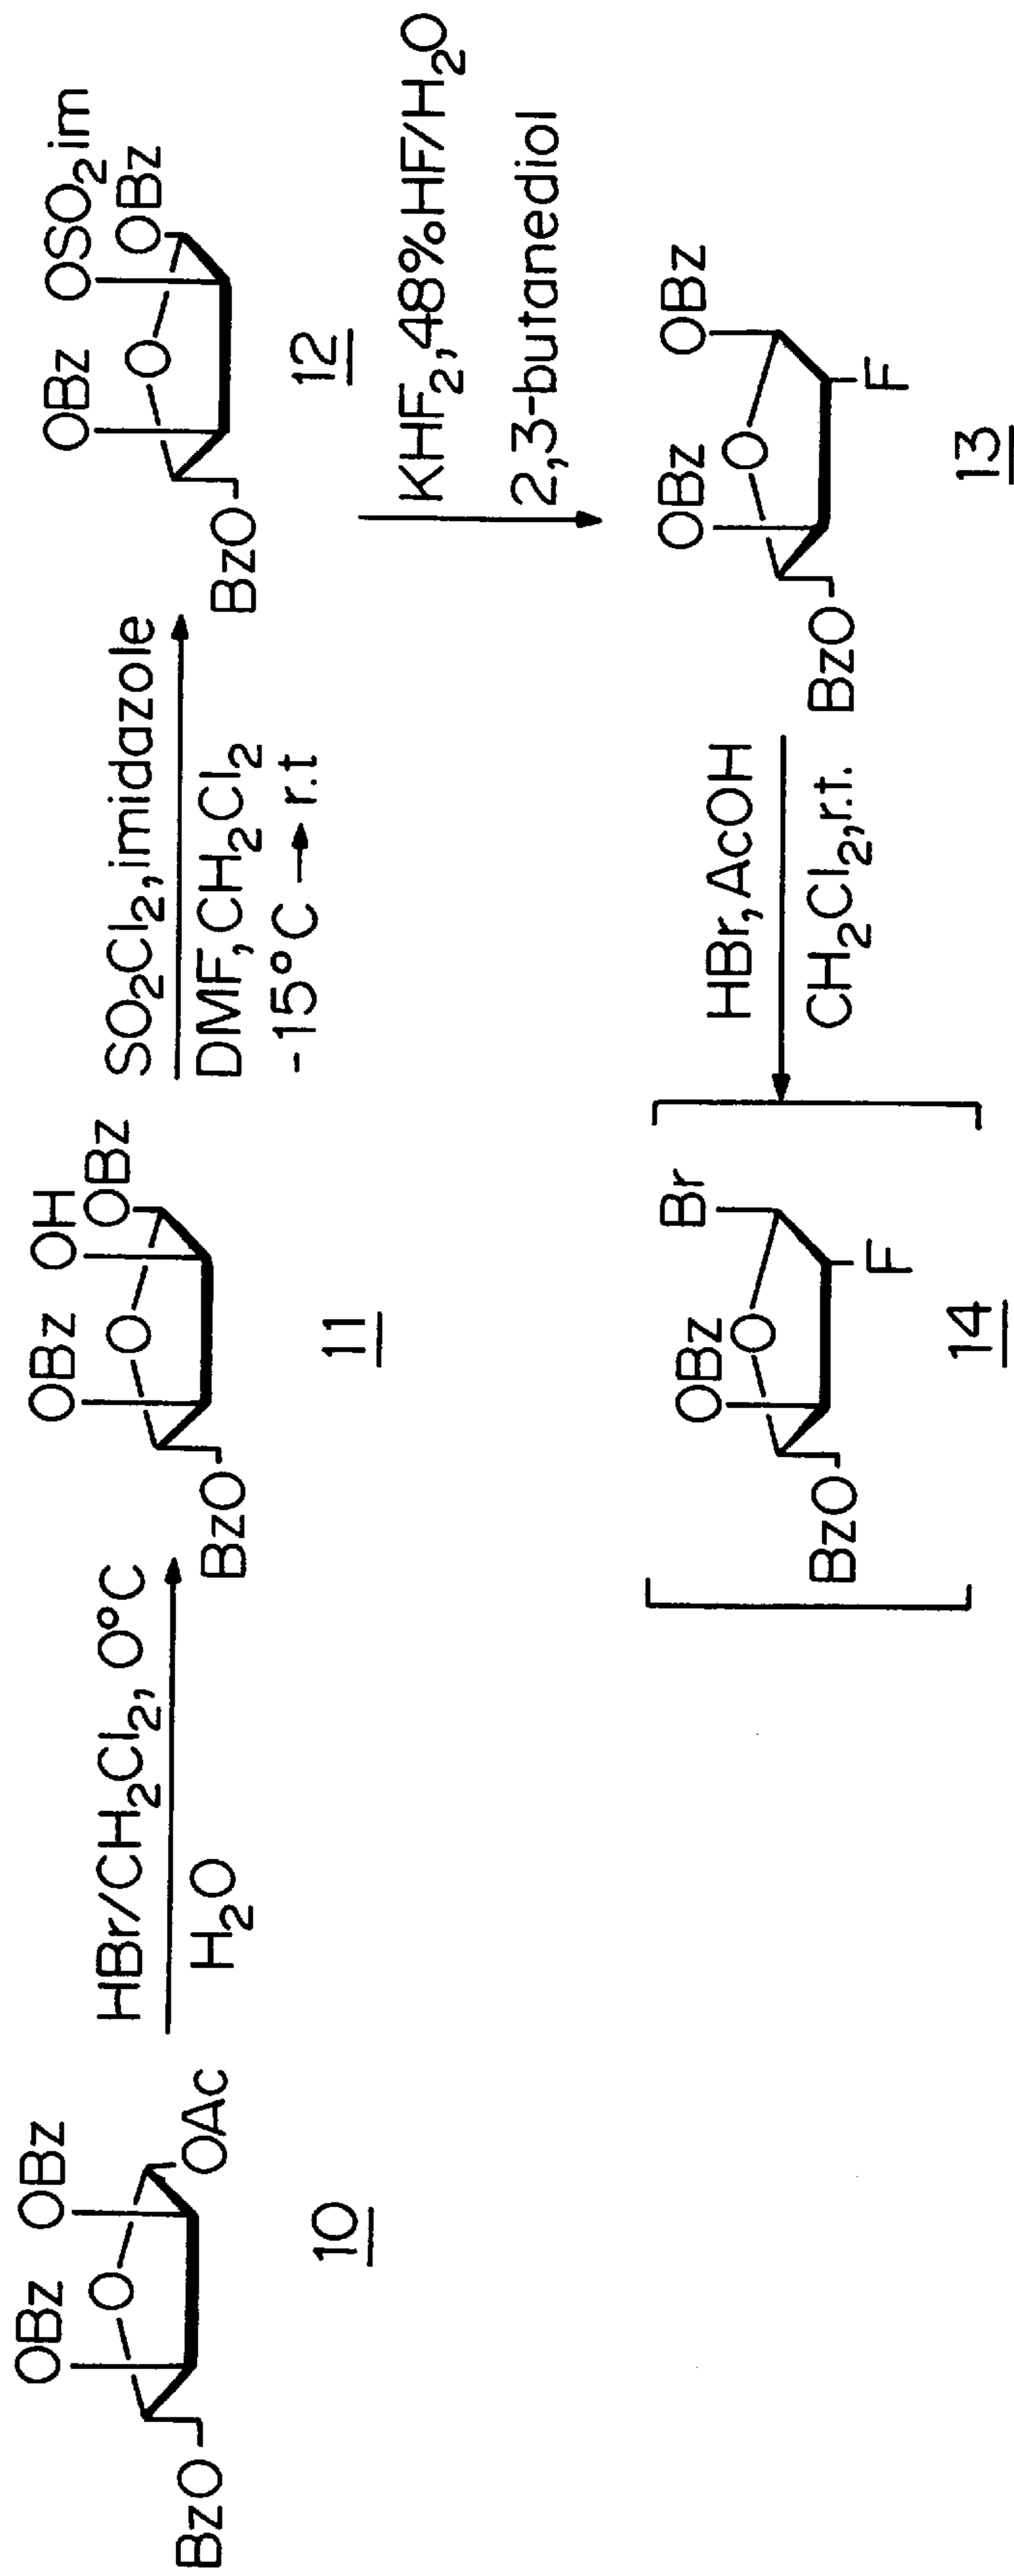 OBz
OBz
O
BzO
OAc
10
HBr/CH2Cl2, 0°C
H2O
OBz
OH
OBz
O
BzO
11
SO2Cl2, imidazole
DMF, CH2Cl2
-15°C → r.t
OBz
OSO2im
OBz
O
BzO
12
KHF2, 48%HF/H2O
2,3-butanediol
OBz
OBz
O
BzO
F
13
HBr, AcOH
CH2Cl2, r.t.
OBz
Br
O
BzO
F
14